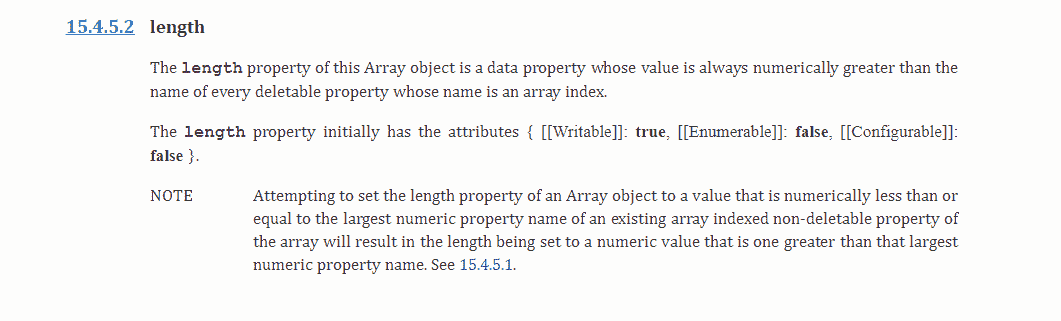 15.4.5.2 length
The length property of this Array object is a data property whose value is always numerically greater than the
name of every deletable property whose name is an array index.
The length property initially has the attributes { [[Writable]]: true, [[Enumerable]]: false, [[Configurable]]:
false }.
NOTE Attempting to set the length property of an Array object to a value that is numerically less than or
equal to the largest numeric property name of an existing array indexed non-deletable property of
the array will result in the length being set to a numeric value that is one greater than that largest
numeric property name. See 15.4.5.1.